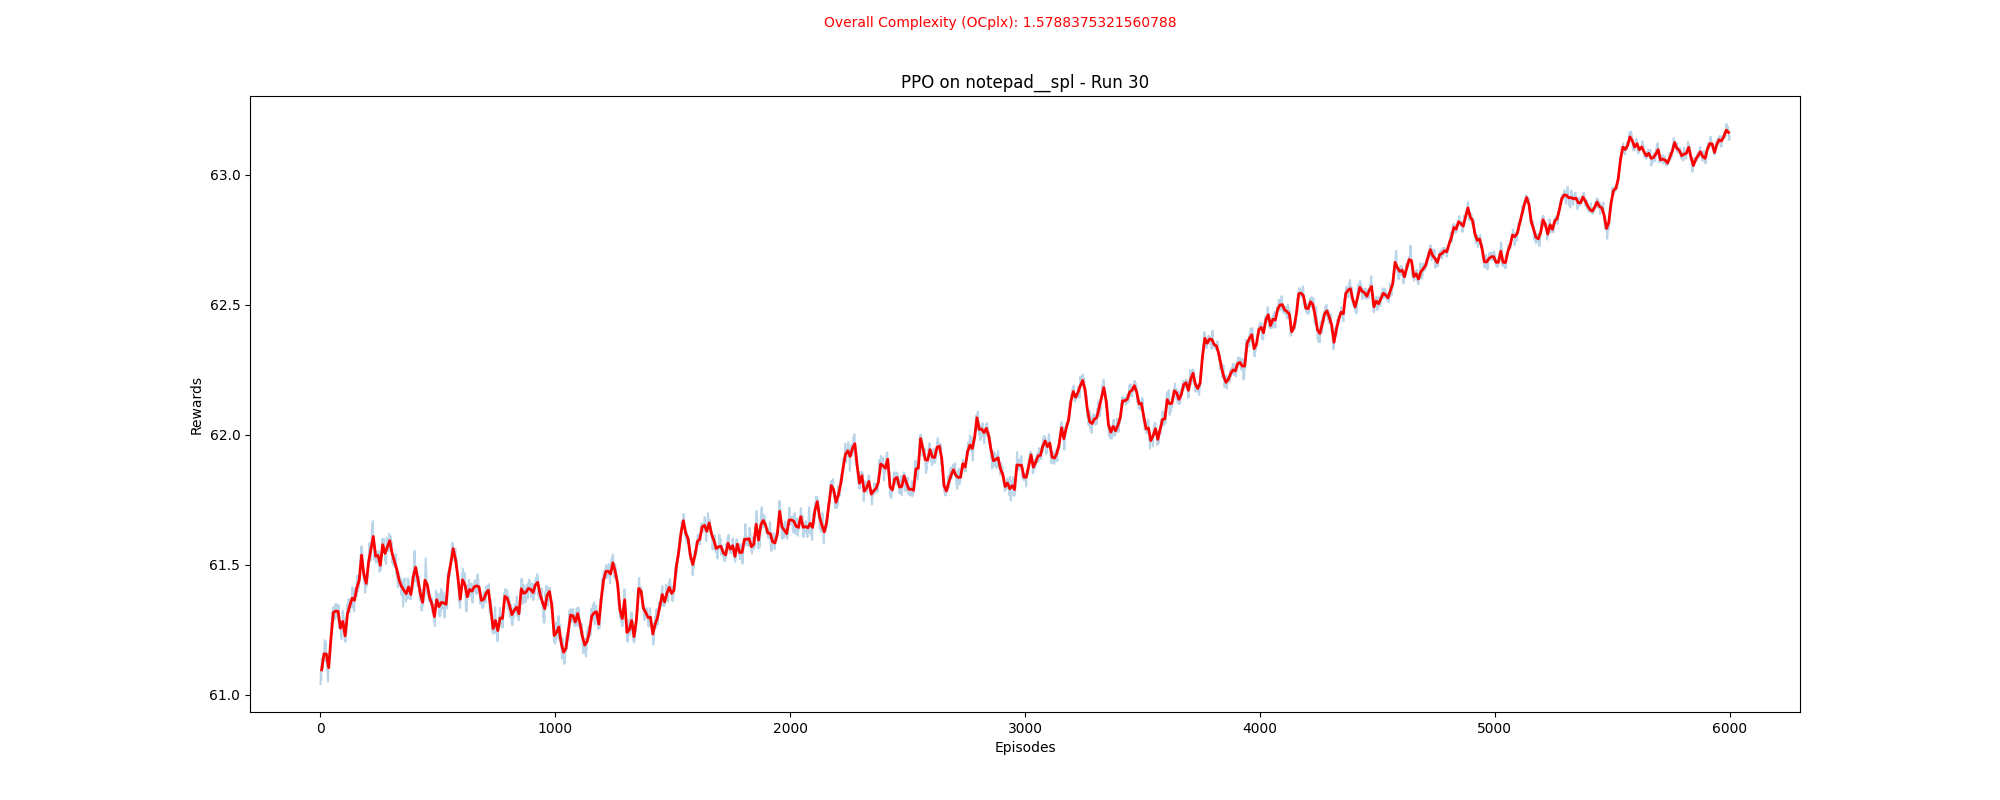 Overall Complexity (OCplx): 1.5788375321560788
PPO on notepad__spl - Run 30
Rewards
63.0
62.5
62.0
61.5
61.0
0 1000 2000 3000 4000 5000 6000
Episodes